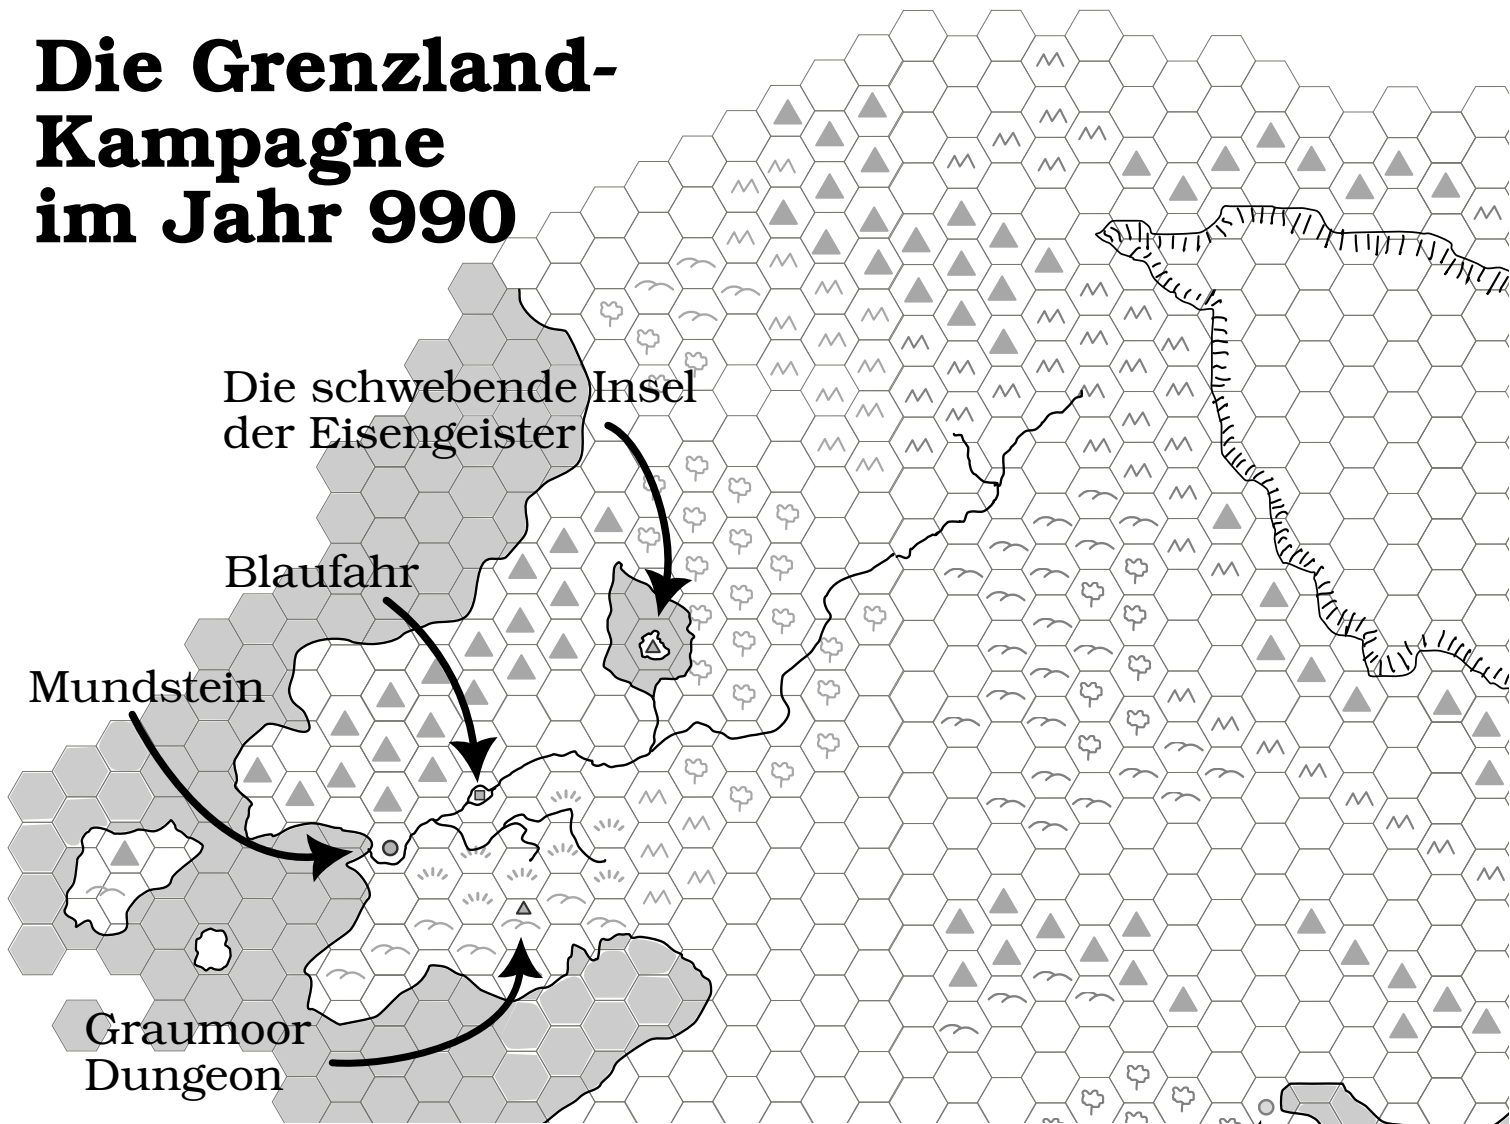 Die Grenzland-
Kampagne
im Jahr 990
Die schwebende Insel
der Eisengeister
Blaufahr
Mundstein
Graumoor
Dungeon